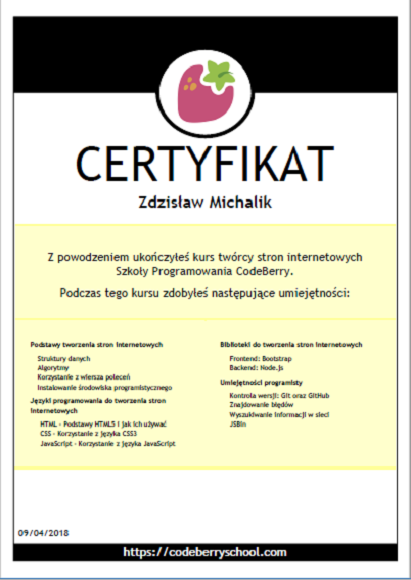 CERTYFIKAT
Zdzisław Michalik
Z powodzeniem ukończyłeś kurs twórcy stron internetowych
Szkoły Programowania CodeBerry.
Podczas tego kursu zdobyłeś następujące umiejętności:
Podstawy tworzenia stron internetowych
Struktury danych
Algorytmy
Korzystanie z wiersza poleceń
Instalowanie środowiska programistycznego
Języki programowania do tworzenia stron
internetowych
HTML - Podstawy HTML5 i jak ich używać
CSS - Korzystanie z języka CSS3
JavaScript - Korzystanie z języka JavaScript
Biblioteki do tworzenia stron internetowych
Frontend: Bootstrap
Backend: Node.js
Umiejętności programisty
Kontrola wersji: Git oraz GitHub
Znajdowanie błędów
Wyszukiwanie informacji w sieci
JSBin
09/04/2018
https://codeberryschool.com